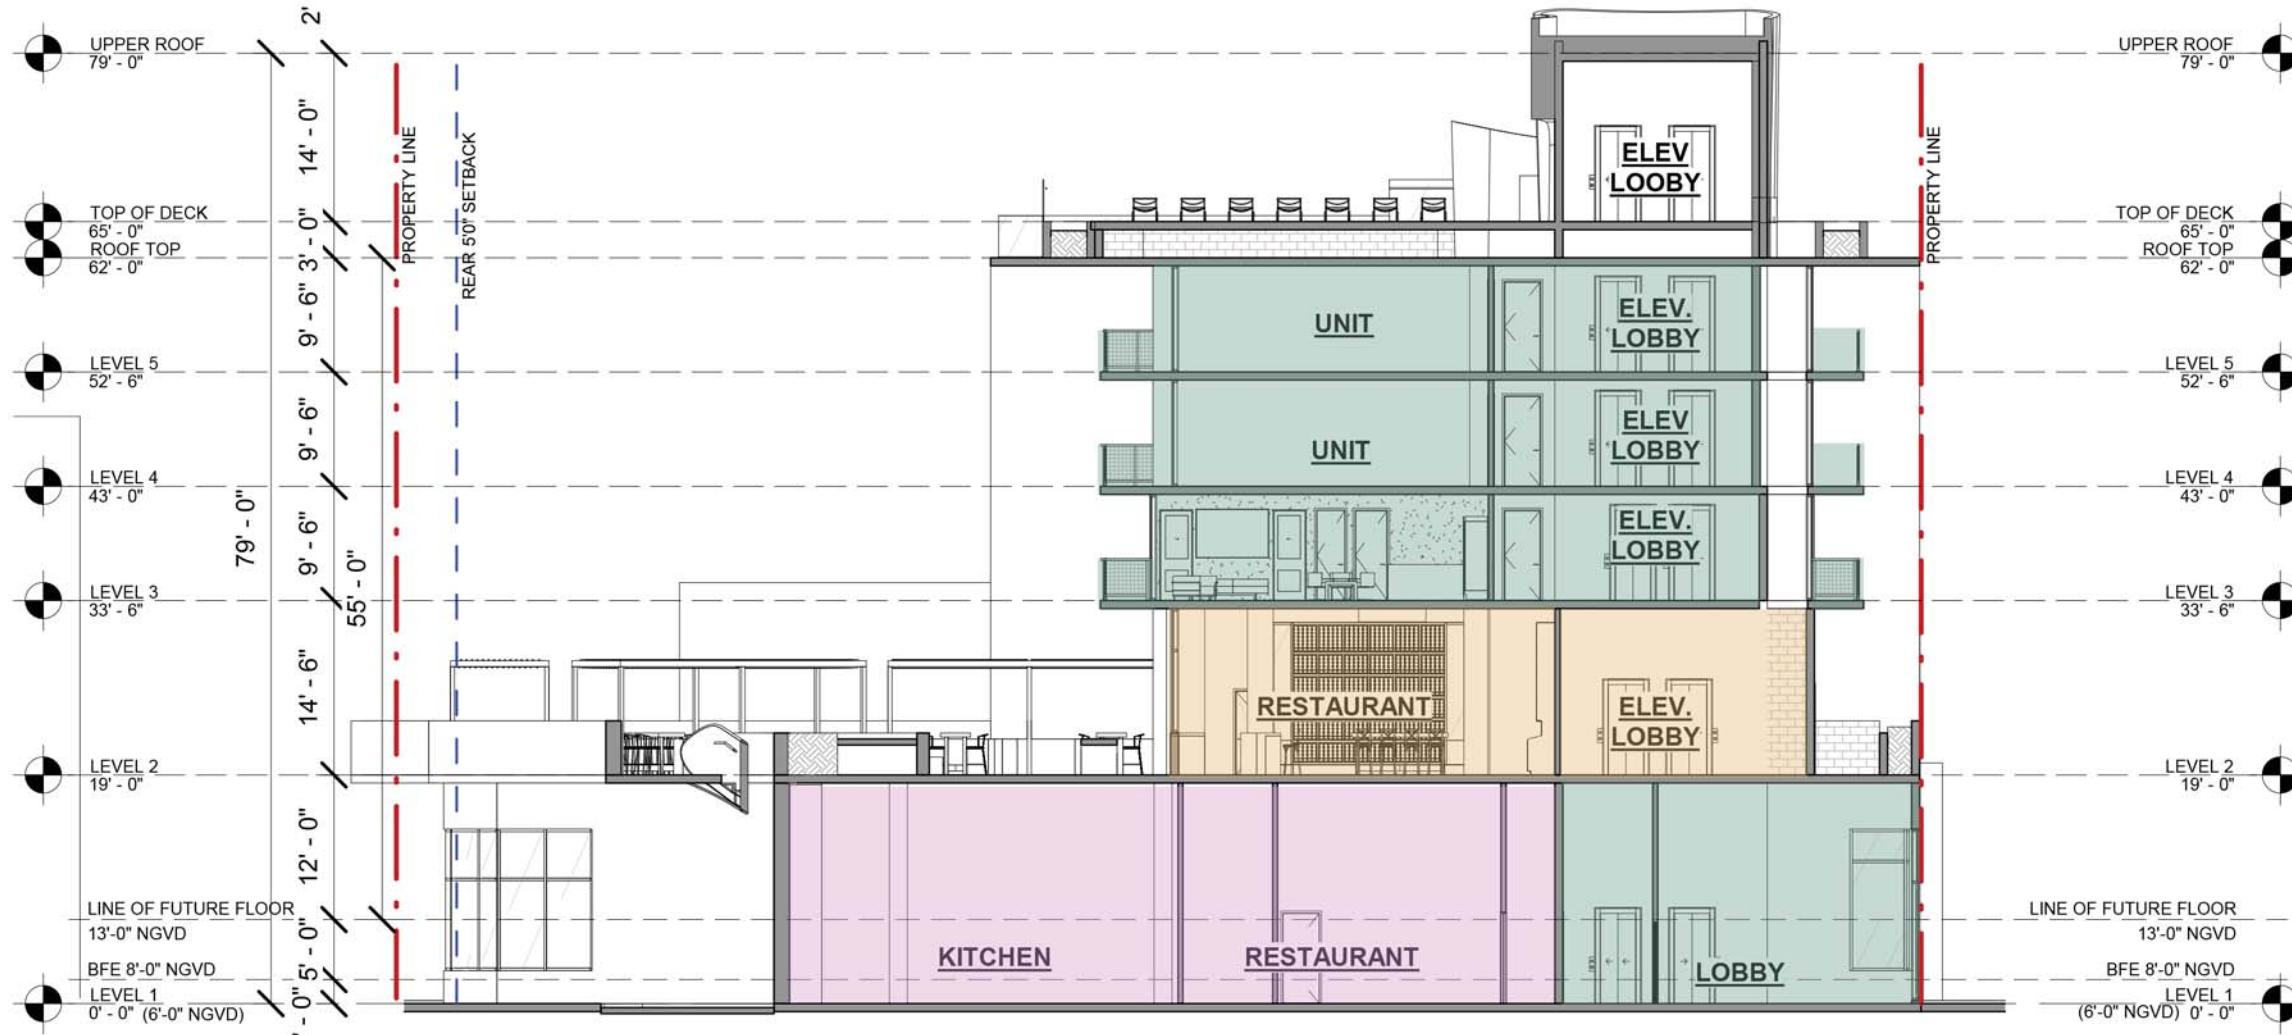 2'
UPPER ROOF
79' - 0"
UPPER ROOF
79' - 0"
14' - 0"
PROPERTY LINE
REAR 5'0" SETBACK
ELEV
LOOBY
PROPERTY LINE
TOP OF DECK
65' - 0"
TOP OF DECK
65' - 0"
3' - 0"
ROOF TOP
62' - 0"
ROOF TOP
62' - 0"
9' - 6"
UNIT
ELEV.
LOBBY
LEVEL 5
52' - 6"
LEVEL 5
52' - 6"
9' - 6"
UNIT
ELEV
LOBBY
LEVEL 4
43' - 0"
LEVEL 4
43' - 0"
79' - 0"
9' - 6"
55' - 0"
ELEV.
LOBBY
LEVEL 3
33' - 6"
LEVEL 3
33' - 6"
14' - 6"
RESTAURANT
ELEV.
LOBBY
LEVEL 2
19' - 0"
LEVEL 2
19' - 0"
12' - 0"
LINE OF FUTURE FLOOR
13'-0" NGVD
LINE OF FUTURE FLOOR
13'-0" NGVD
5' - 0"
KITCHEN
RESTAURANT
LOBBY
BFE 8'-0" NGVD
BFE 8'-0" NGVD
LEVEL 1
0' - 0" (6'-0" NGVD)
LEVEL 1
(6'-0" NGVD) 0' - 0"
' - 0"